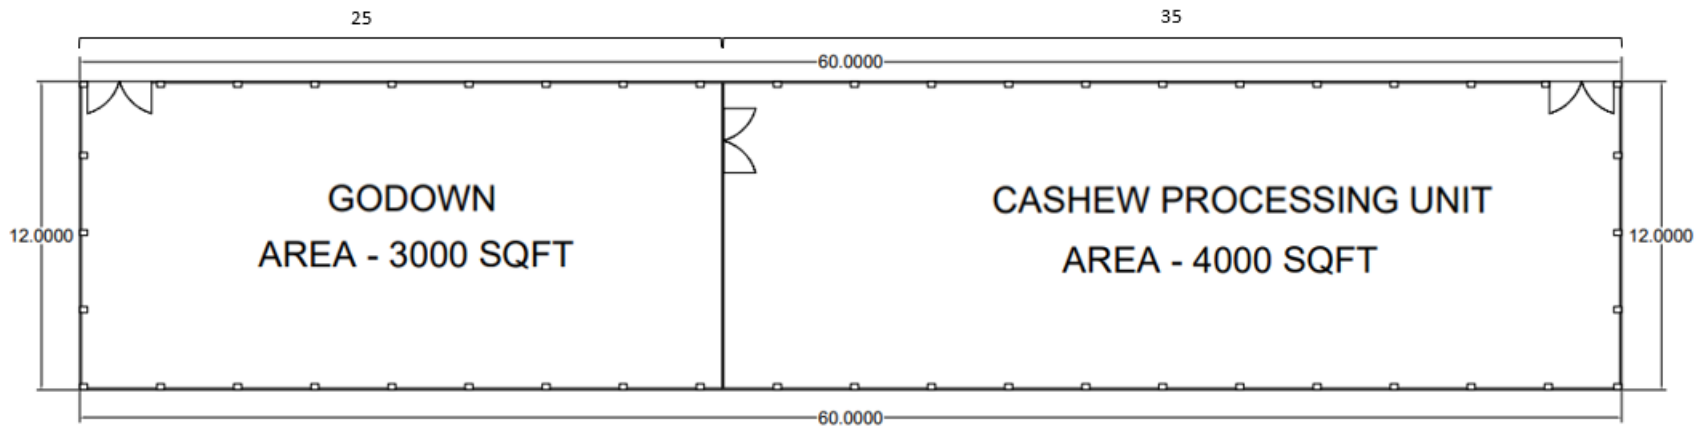 25
35
60.0000
GODOWN
AREA - 3000 SQFT
CASHEW PROCESSING UNIT
AREA - 4000 SQFT
12.0000
12.0000
60.0000